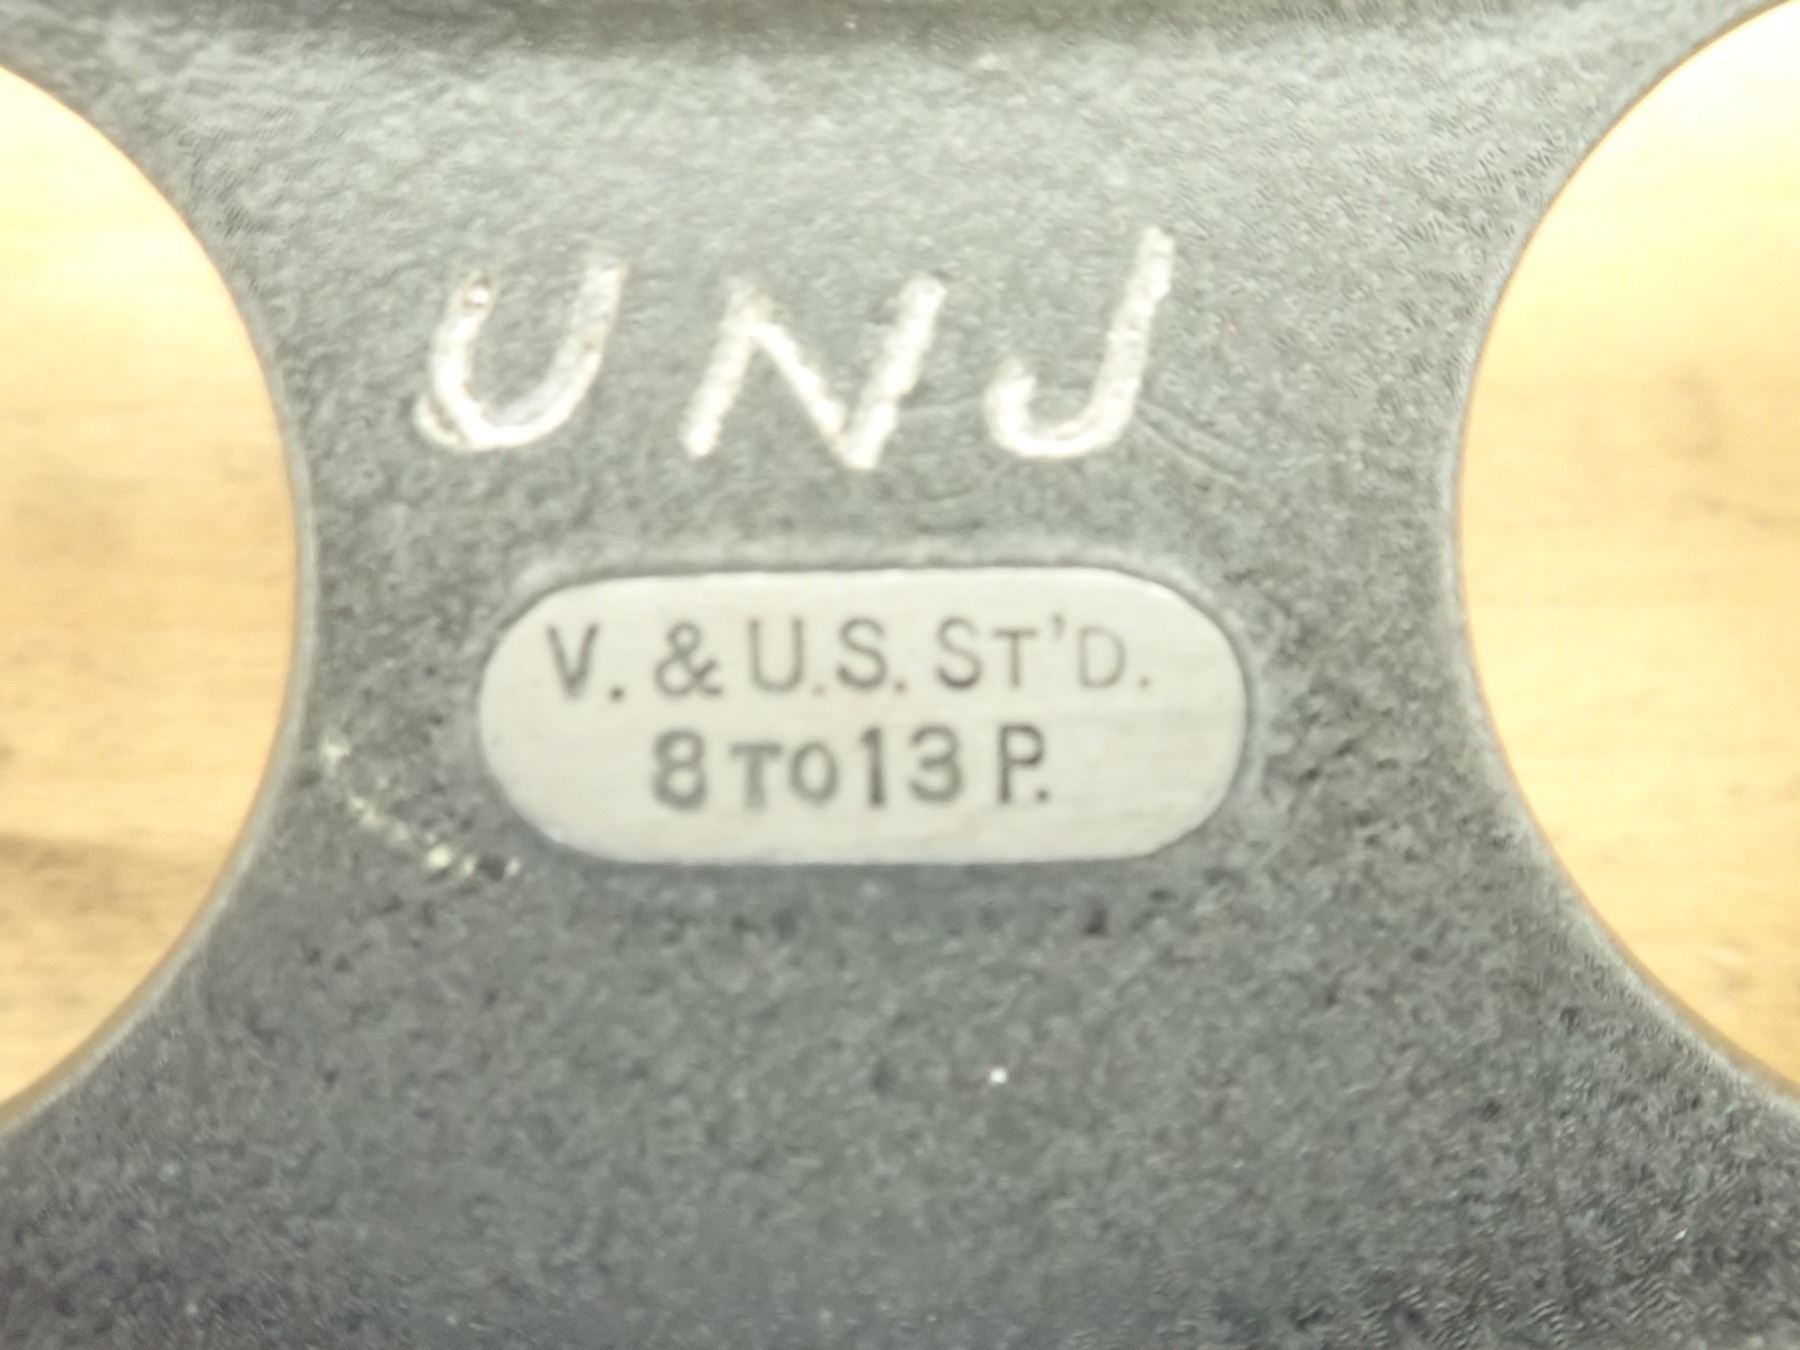 UNJ
V. & U.S. ST'D.
8 TO 13 P.